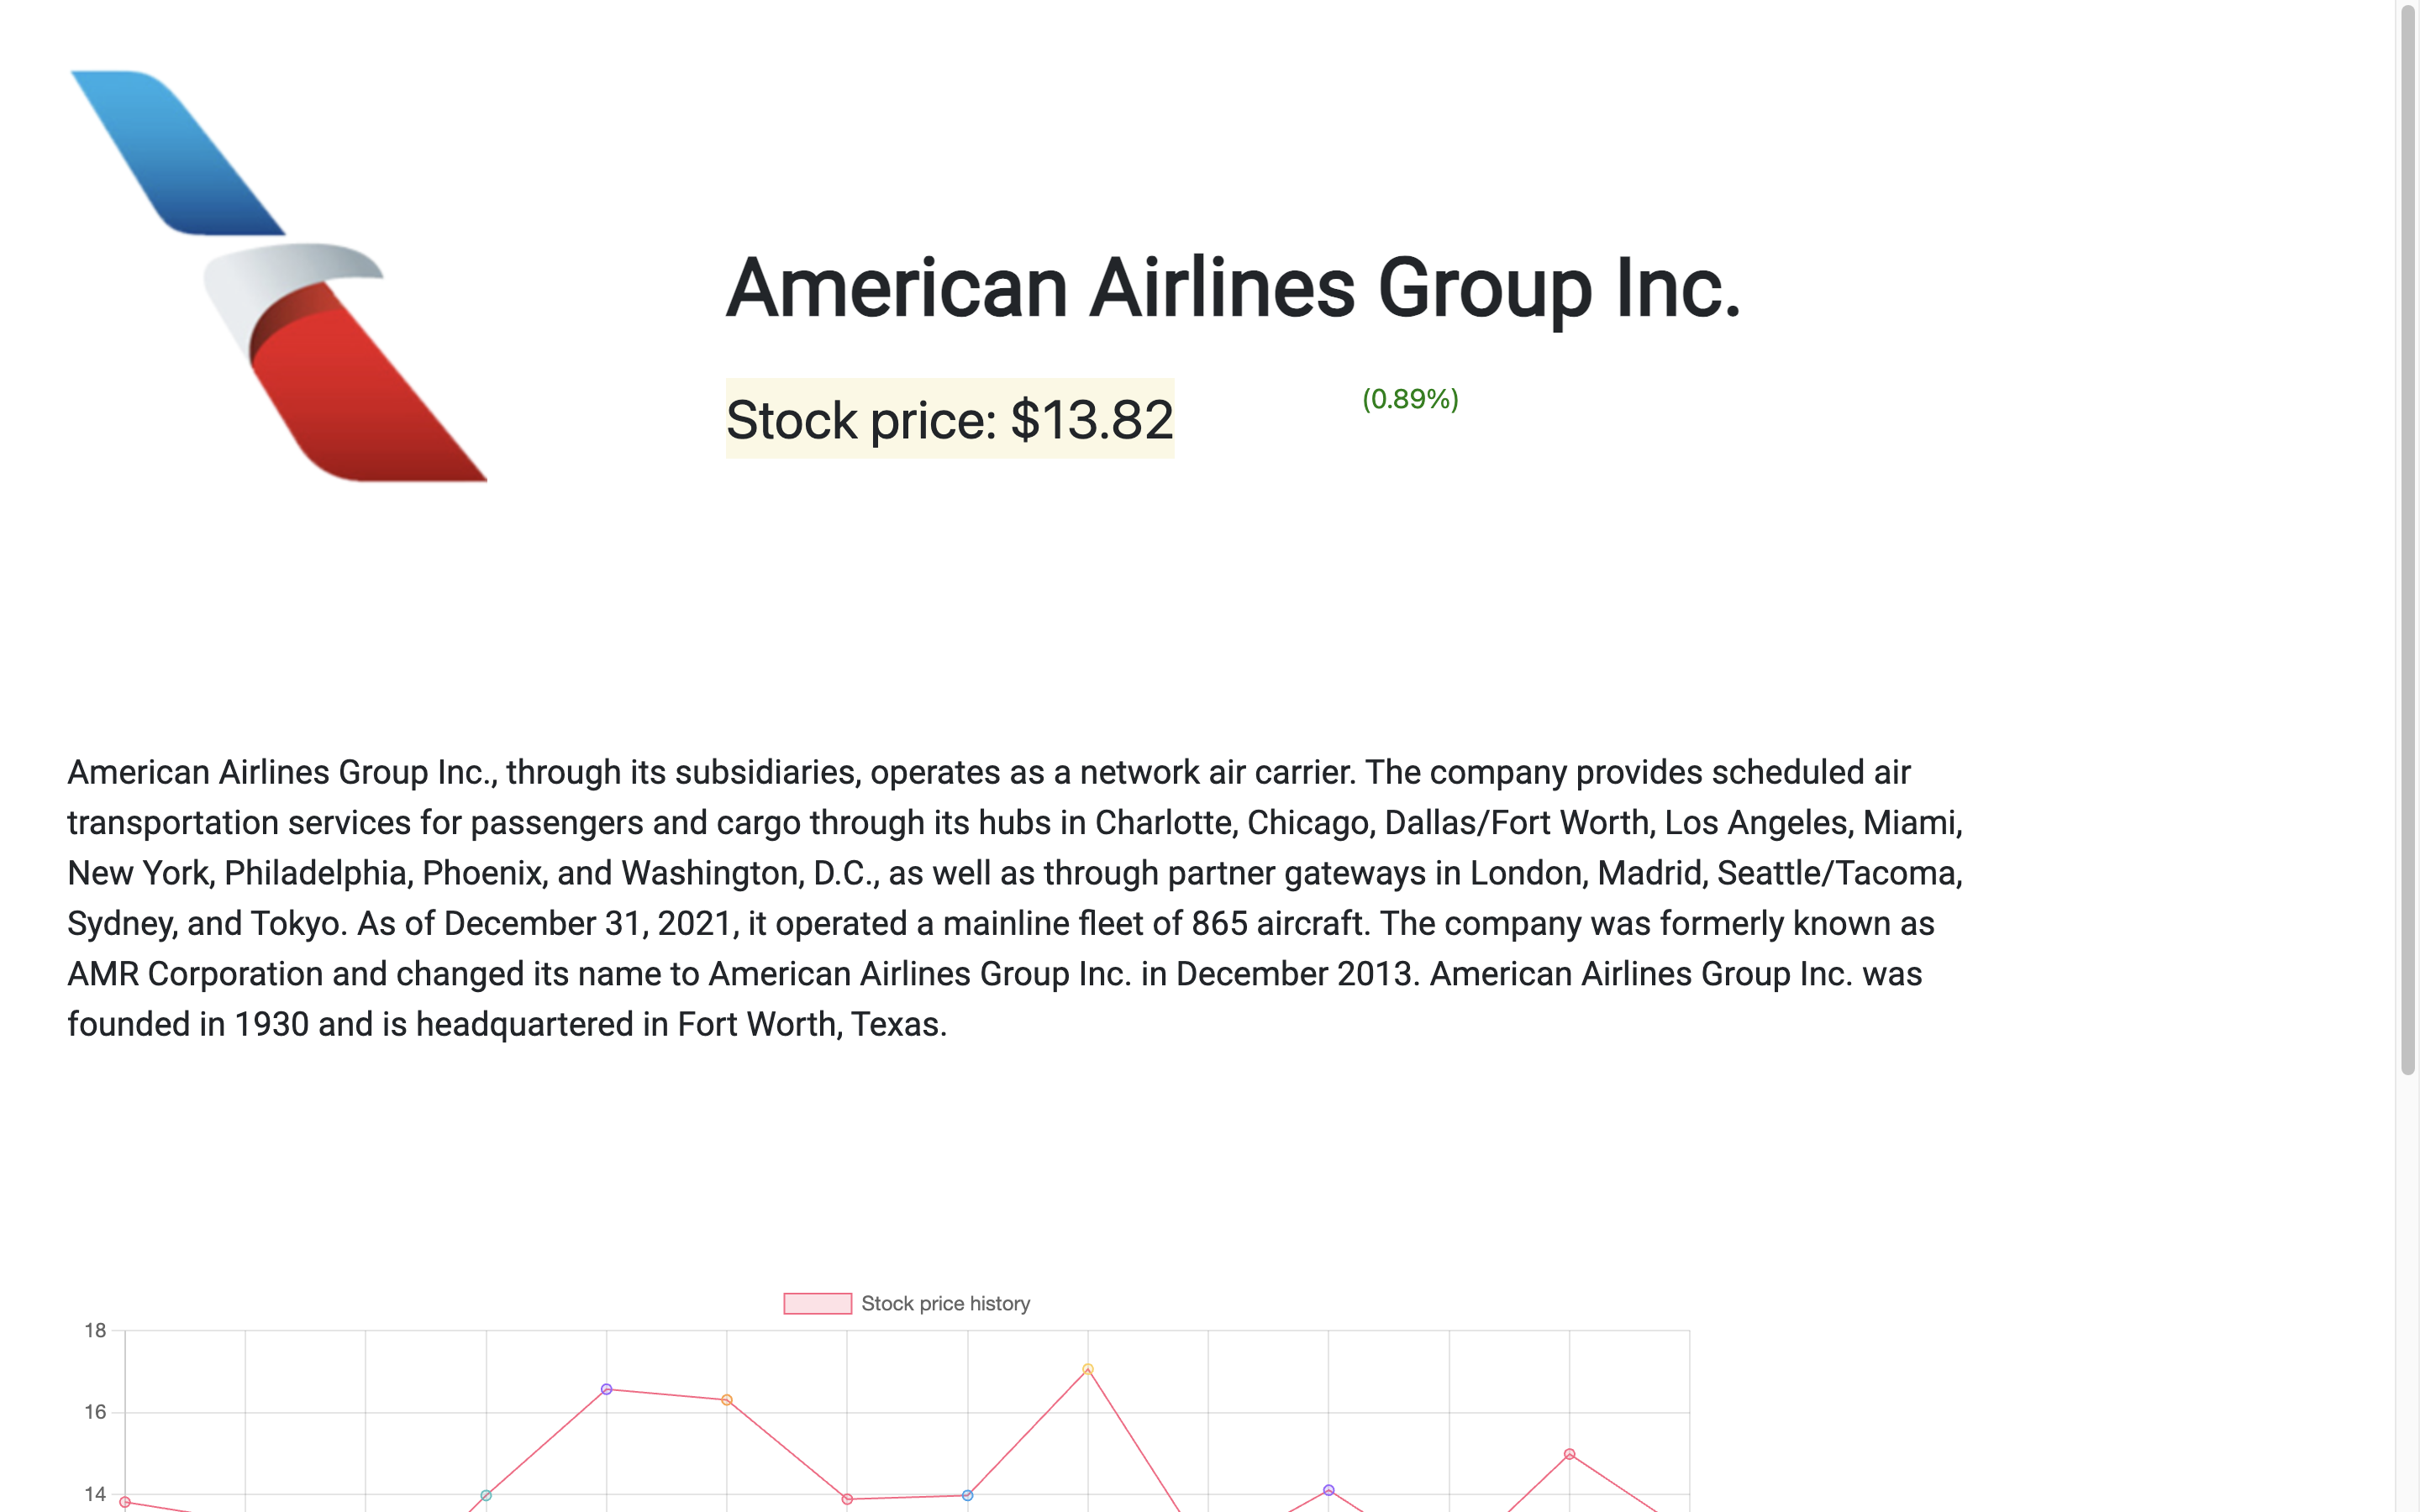 American Airlines Group Inc.
Stock price: $13.82
(0.89%)
American Airlines Group Inc., through its subsidiaries, operates as a network air carrier. The company provides scheduled air
transportation services for passengers and cargo through its hubs in Charlotte, Chicago, Dallas/Fort Worth, Los Angeles, Miami,
New York, Philadelphia, Phoenix, and Washington, D.C., as well as through partner gateways in London, Madrid, Seattle/Tacoma,
Sydney, and Tokyo. As of December 31, 2021, it operated a mainline fleet of 865 aircraft. The company was formerly known as
AMR Corporation and changed its name to American Airlines Group Inc. in December 2013. American Airlines Group Inc. was
founded in 1930 and is headquartered in Fort Worth, Texas.
Stock price history
18
16
14